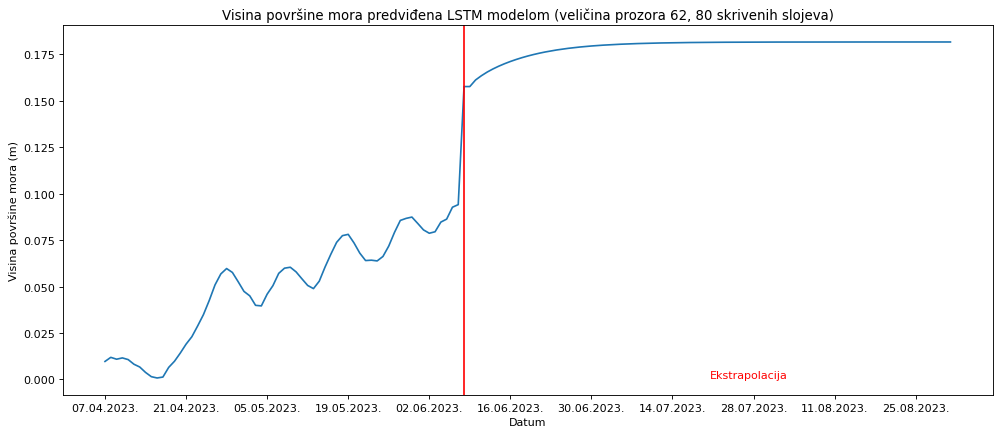 Visina površine mora predviđena LSTM modelom (veličina prozora 62, 80 skrivenih slojeva)
Visina površine mora (m)
0.175
0.150
0.125
0.100
0.075
0.050
0.025
0.000
Ekstrapolacija
07.04.2023. 21.04.2023. 05.05.2023. 19.05.2023. 02.06.2023. 16.06.2023. 30.06.2023. 14.07.2023. 28.07.2023. 11.08.2023. 25.08.2023.
Datum